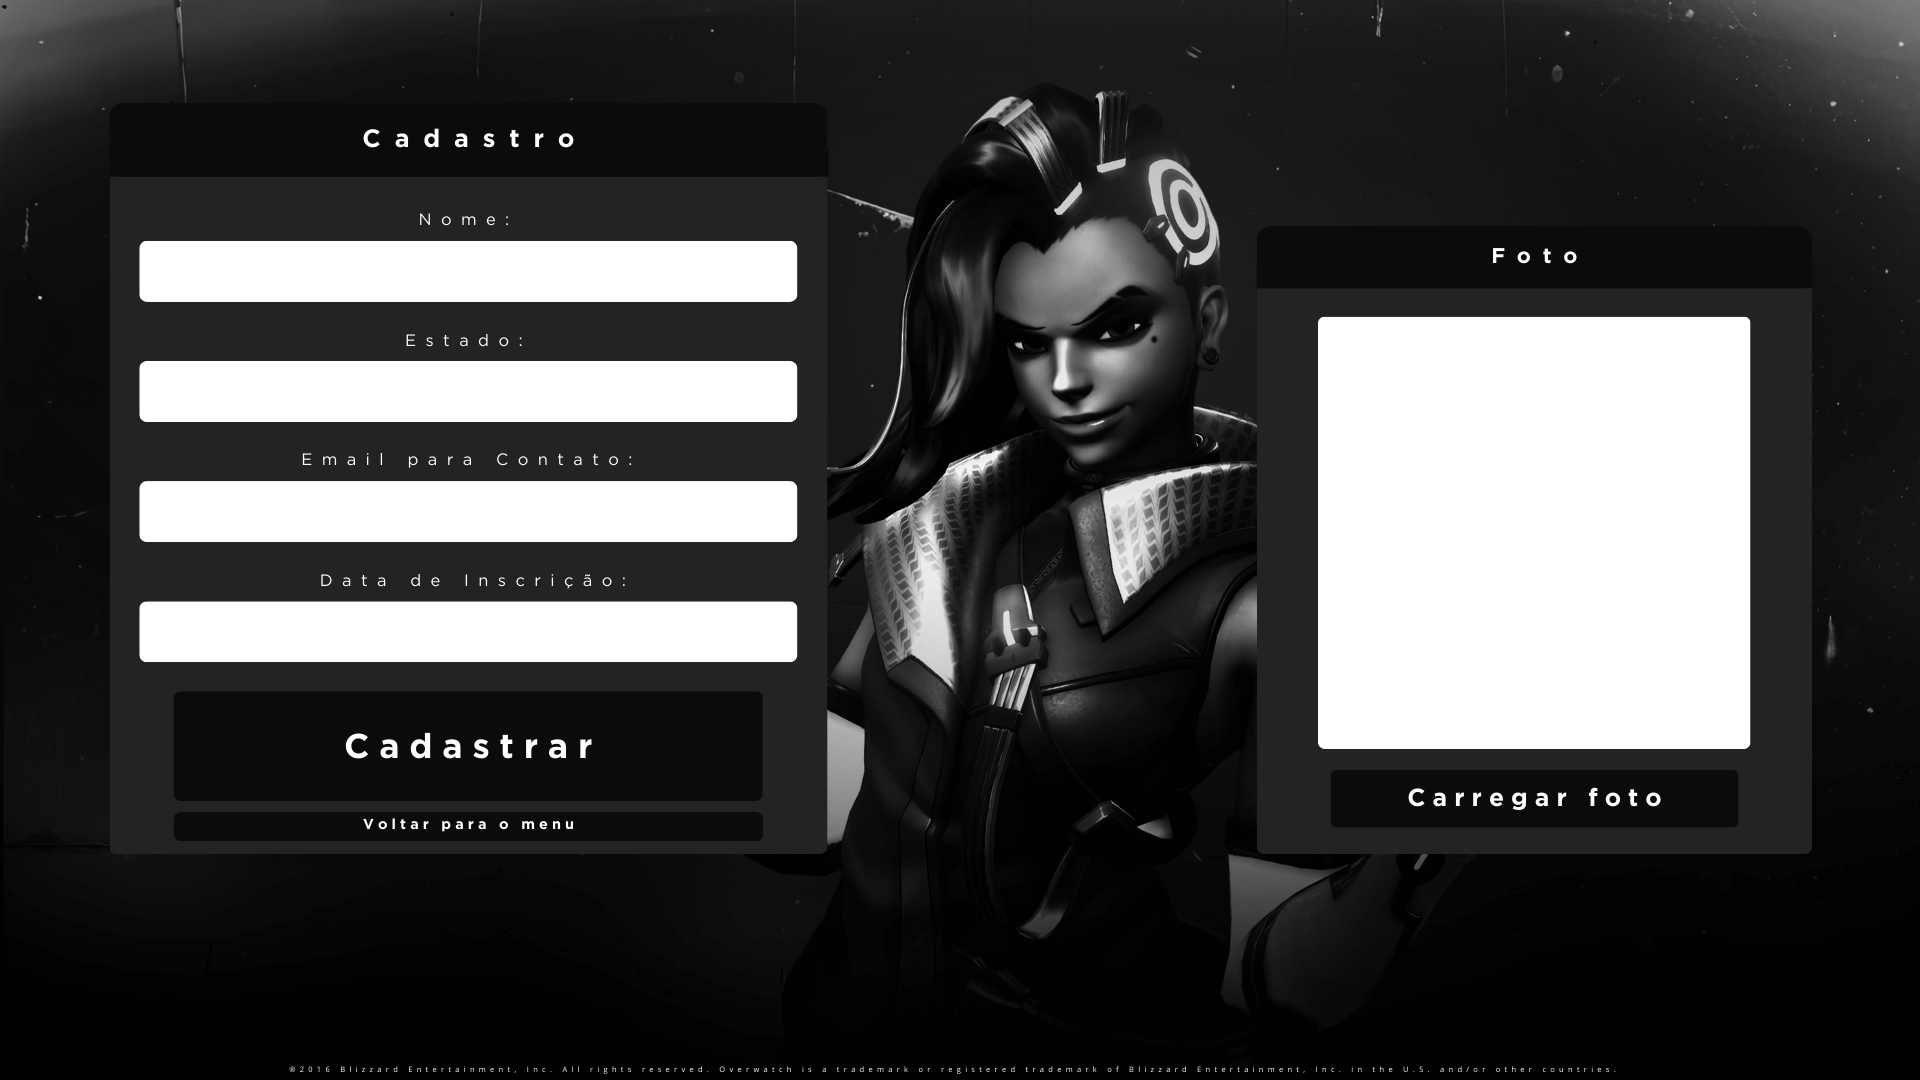 Cadastro
Nome:
Estado:
Email para Contato:
Data de Inscrição:
Cadastrar
Voltar para o menu
Foto
Carregar foto
®2016 Blizzard Entertainment, Inc. All rights reserved. Overwatch is a trademark or registered trademark of Blizzard Entertainment, Inc. in the U.S. and/or other countries.